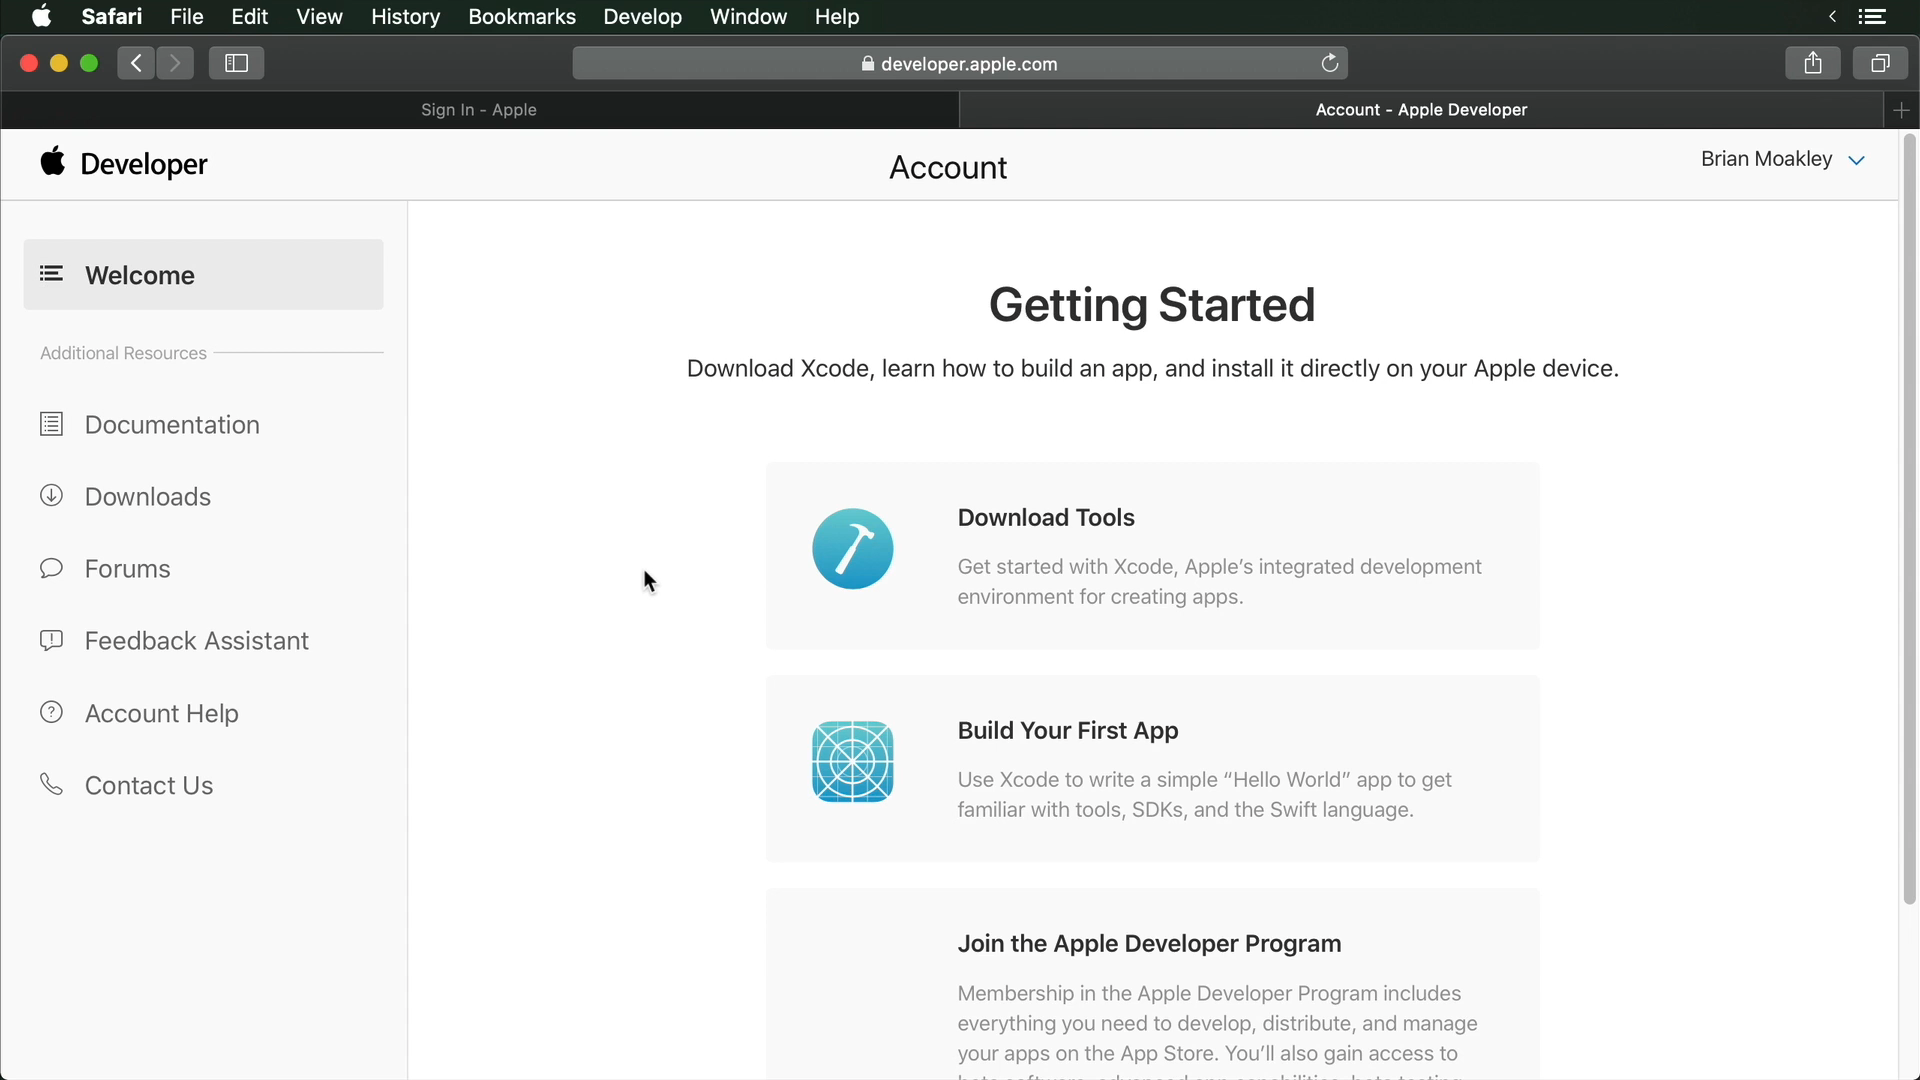 Safari File Edit View History Bookmarks Develop Window Help
developer.apple.com
Sign In - Apple
Account - Apple Developer
Developer
Account
Brian Moakley
Welcome
Additional Resources
Documentation
Downloads
Forums
Feedback Assistant
Account Help
Contact Us
Getting Started
Download Xcode, learn how to build an app, and install it directly on your Apple device.
Download Tools
Get started with Xcode, Apple’s integrated development
environment for creating apps.
Build Your First App
Use Xcode to write a simple “Hello World” app to get
familiar with tools, SDKs, and the Swift language.
Join the Apple Developer Program
Membership in the Apple Developer Program includes
everything you need to develop, distribute, and manage
your apps on the App Store. You’ll also gain access to